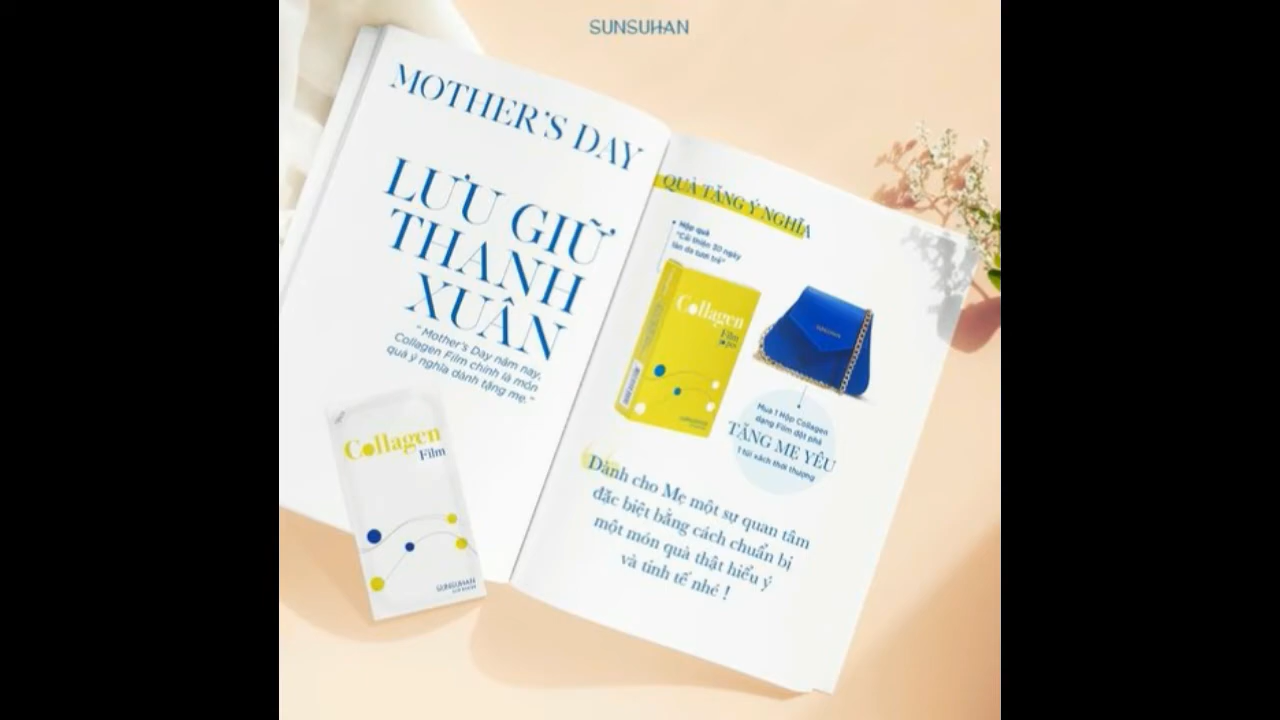 SUNSUHAN
MOTHER'S DAY
LƯU GIỮ
THANH
XUÂN
"Mother's Day năm nay,
Collagen Film chính là món
quà ý nghĩa dành tặng mẹ."
Collagen
Film
SUNSUHAN
QUÀ TẶNG Ý NGHĨA
Hộp quà
"Cải thiện 30 ngày
làn da tươi trẻ"
Collagen
Film
SUNSUHAN
Mua 1 Hộp Collagen
dạng Film đột phá
TẶNG MẸ YÊU
1 túi xách thời thượng
Dành cho Mẹ một sự quan tâm
đặc biệt bằng cách chuẩn bị
một món quà thật hiểu ý
và tinh tế nhé !